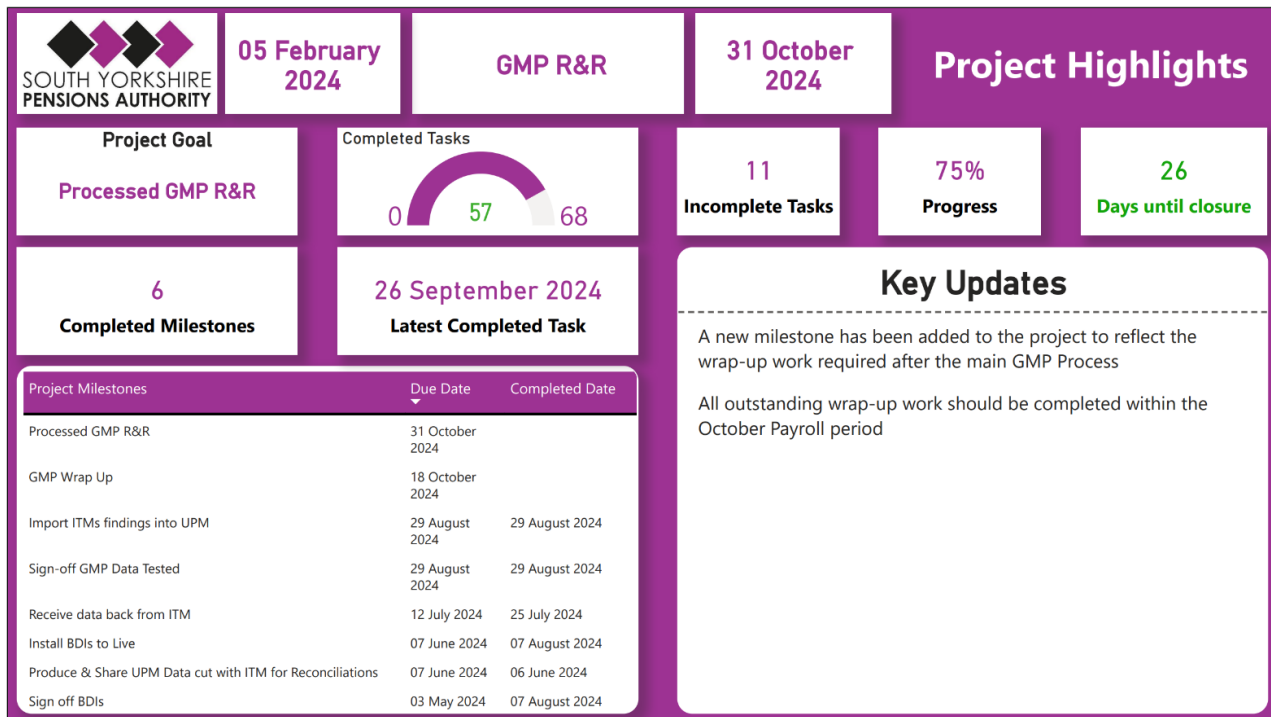 SOUTH YORKSHIRE
PENSIONS AUTHORITY
05 February
2024
GMP R&R
31 October
2024
Project Highlights
Project Goal
Processed GMP R&R
Completed Tasks
0
57
68
11
Incomplete Tasks
75%
Progress
26
Days until closure
6
Completed Milestones
26 September 2024
Latest Completed Task
Project Milestones Due Date Completed Date
Processed GMP R&R 31 October
2024
GMP Wrap Up 18 October
2024
Import ITMs findings into UPM 29 August 29 August 2024
2024
Sign-off GMP Data Tested 29 August 29 August 2024
2024
Receive data back from ITM 12 July 2024 25 July 2024
Install BDIs to Live 07 June 2024 07 August 2024
Produce & Share UPM Data cut with ITM for Reconciliations 07 June 2024 06 June 2024
Sign off BDIs 03 May 2024 07 August 2024
Key Updates
A new milestone has been added to the project to reflect the
wrap-up work required after the main GMP Process
All outstanding wrap-up work should be completed within the
October Payroll period